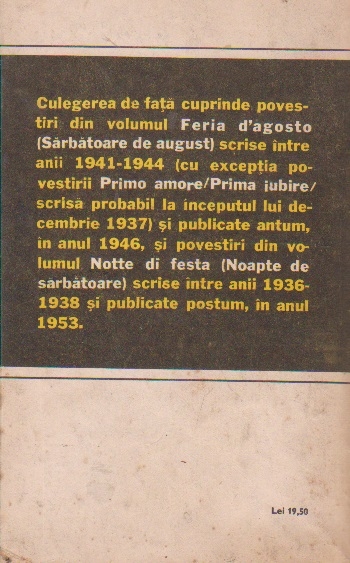 Culegerea de față cuprinde poves-
tiri din volumul Feria d'agosto
(Sărbătoare de august) scrise între
anii 1941-1944 (cu excepția po-
vestirii Primo amore/Prima iubire/
scrisă probabil la începutul lui de-
cembrie 1937) și publicate antum,
în anul 1946, și povestiri din vo-
lumul Notte di festa (Noapte de
sărbătoare) scrise între anii 1936-
1938 și publicate postum, în anul
1953.
Lei 19,50